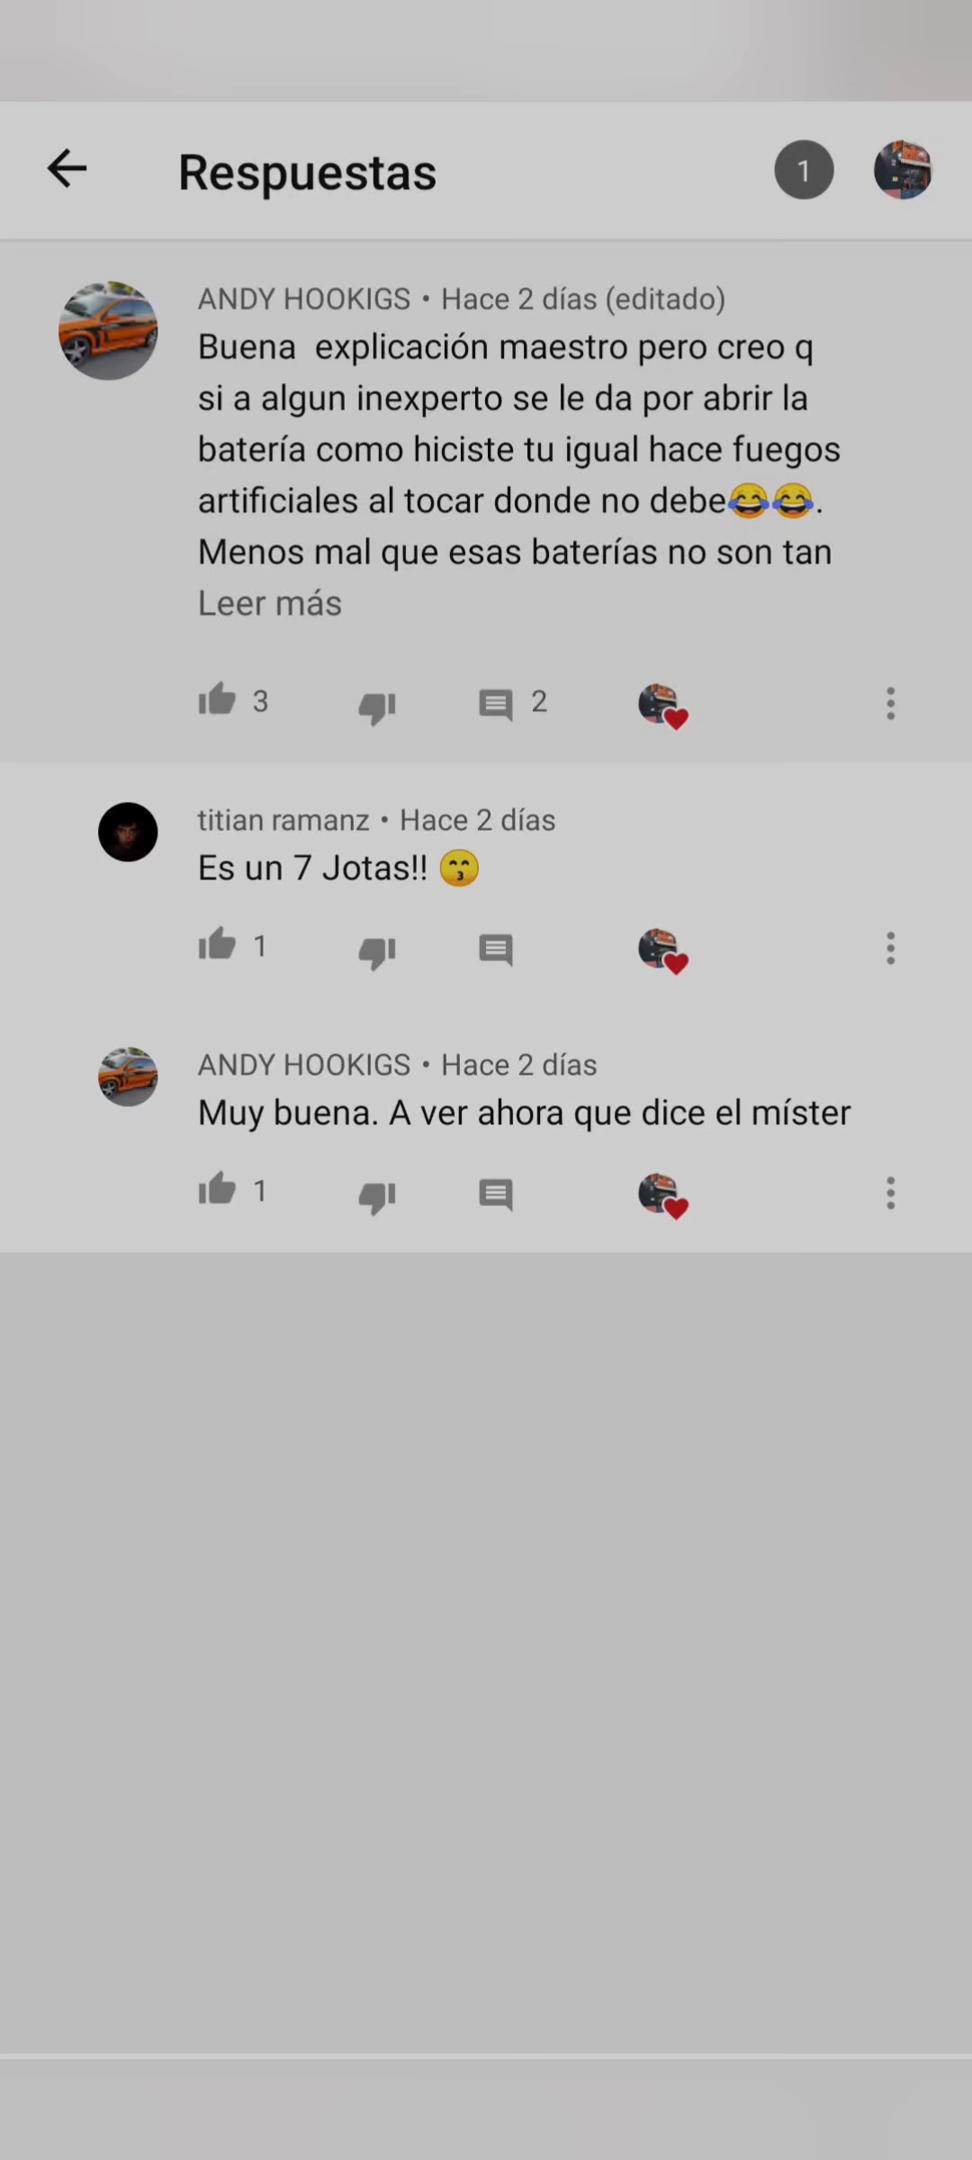 Respuestas
1
ANDY HOOKIGS • Hace 2 días (editado)
Buena  explicación maestro pero creo q
si a algun inexperto se le da por abrir la
batería como hiciste tu igual hace fuegos
artificiales al tocar donde no debe😂😂.
Menos mal que esas baterías no son tan
Leer más
3
2
titian ramanz • Hace 2 días
Es un 7 Jotas!! 😙
1
ANDY HOOKIGS • Hace 2 días
Muy buena. A ver ahora que dice el míster
1